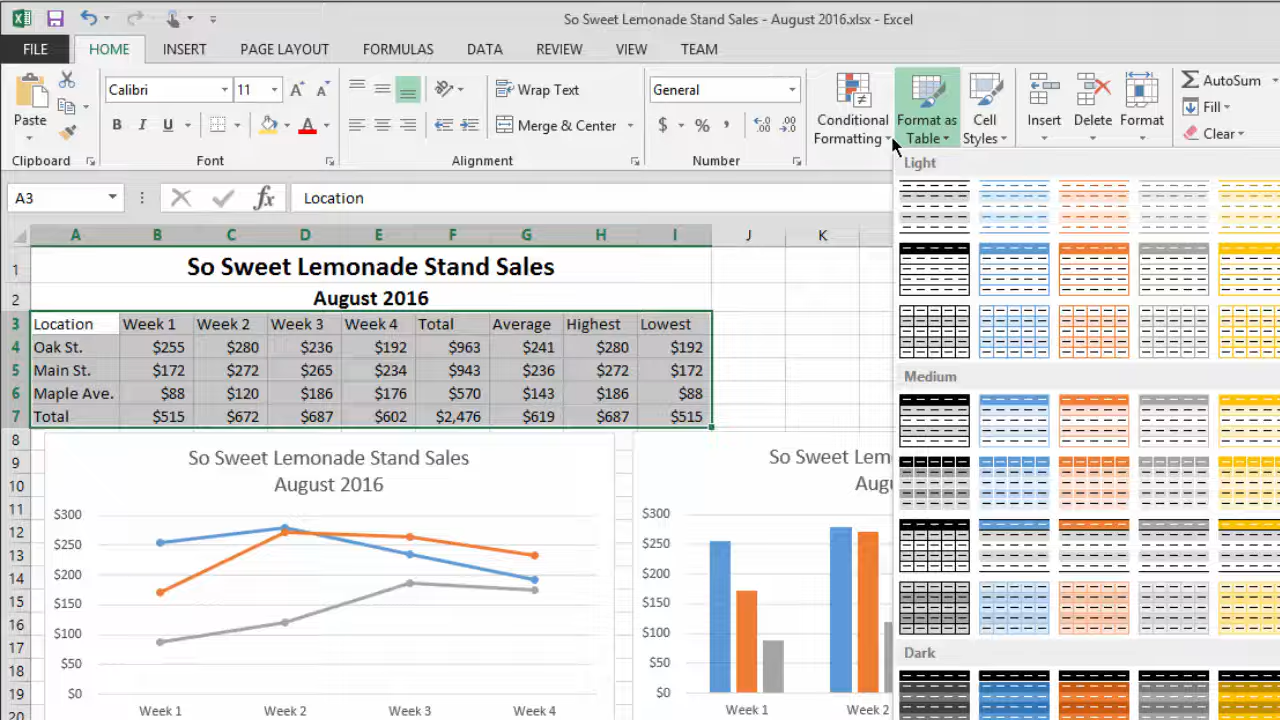 So Sweet Lemonade Stand Sales - August 2016.xlsx - Excel
FILE HOME INSERT PAGE LAYOUT FORMULAS DATA REVIEW VIEW TEAM
Calibri 11 Wrap Text General AutoSum
Paste Conditional Formatting Format as Table Cell Styles Insert Delete Format Fill
B I U A Merge & Center $ % , .00 Clear
Clipboard Font Alignment Number
Light
A3 fx Location
A B C D E F G H I J K
1 So Sweet Lemonade Stand Sales
2 August 2016
3 Location Week 1 Week 2 Week 3 Week 4 Total Average Highest Lowest
4 Oak St. $255 $280 $236 $192 $963 $241 $280 $192
5 Main St. $172 $272 $265 $234 $943 $236 $272 $172
6 Maple Ave. $88 $120 $186 $176 $570 $143 $186 $88
7 Total $515 $672 $687 $602 $2,476 $619 $687 $515
Medium
8
9
10
11
12
13
14
15
16
17
18
19
20
So Sweet Lemonade Stand Sales
August 2016
$300
$250
$200
$150
$100
$50
$0
Week 1 Week 2 Week 3 Week 4
So Sweet Lem
Augu
$300
$250
$200
$150
$100
$50
$0
Week 1 Week 2
Dark